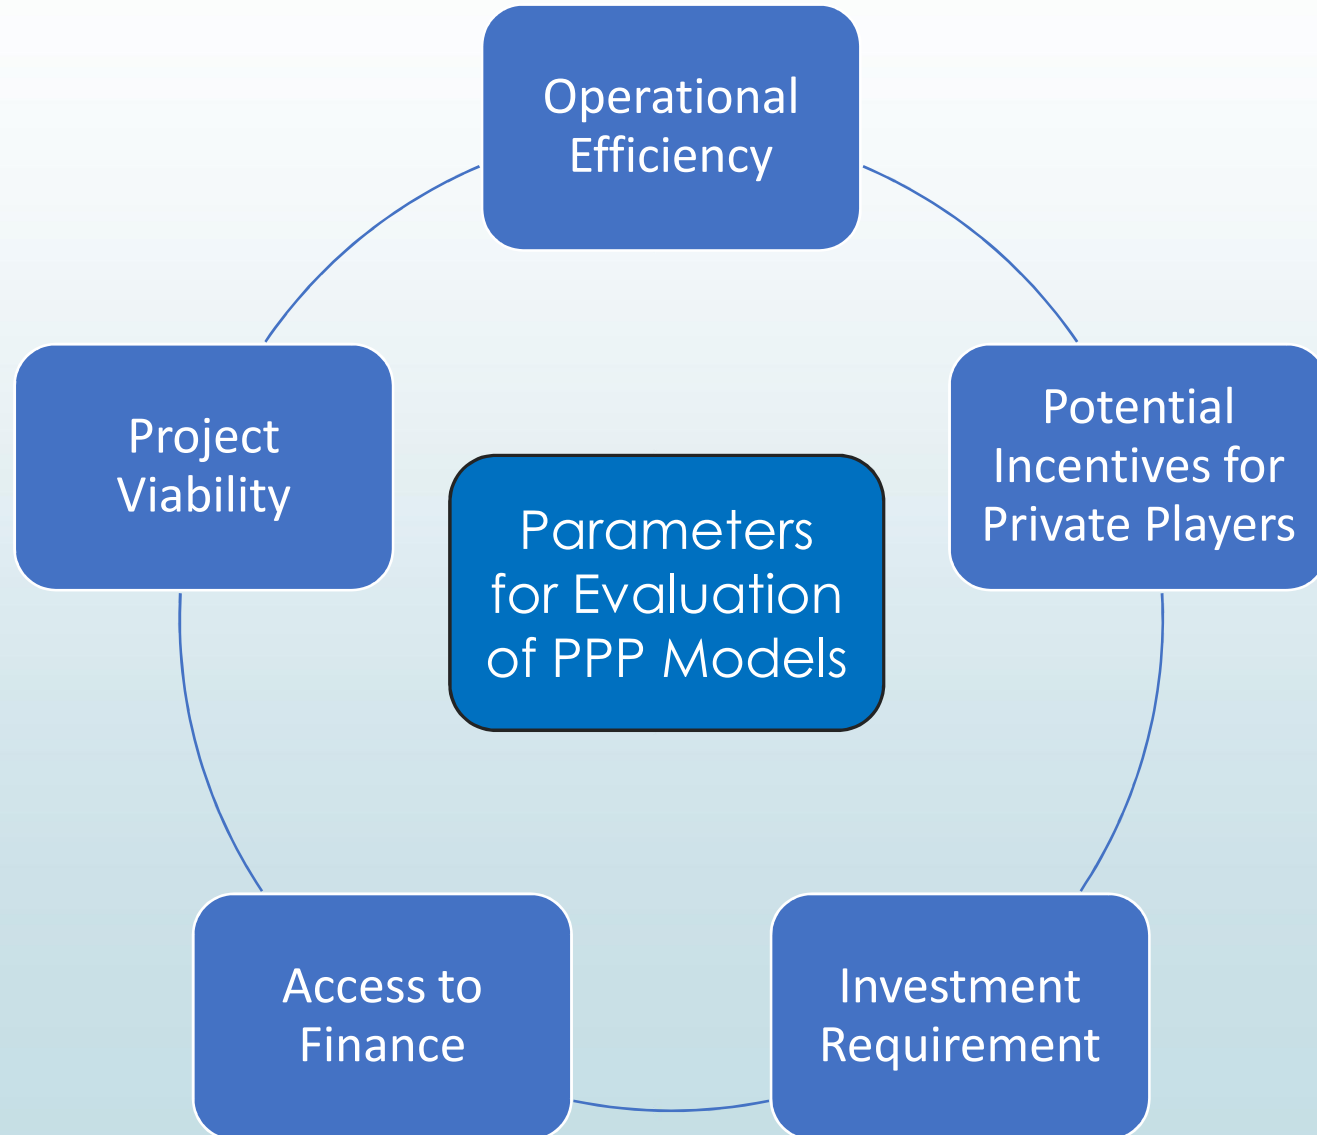 Operational
Efficiency
Potential
Incentives for
Private Players
Project
Viability
Parameters
for Evaluation
of PPP Models
Access to
Finance
Investment
Requirement